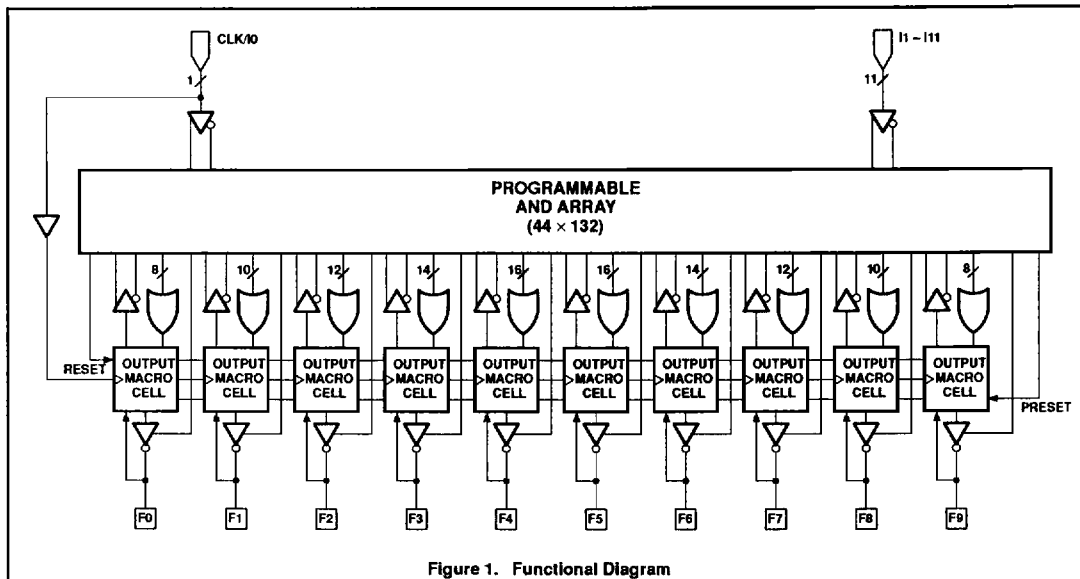 CLK/I0
I1 – I11
1
11
PROGRAMMABLE
AND ARRAY
(44 × 132)
8 10 12 14 16 16 14 12 10 8
RESET
OUTPUT MACRO CELL
OUTPUT MACRO CELL
OUTPUT MACRO CELL
OUTPUT MACRO CELL
OUTPUT MACRO CELL
OUTPUT MACRO CELL
OUTPUT MACRO CELL
OUTPUT MACRO CELL
OUTPUT MACRO CELL
OUTPUT MACRO CELL
PRESET
F0 F1 F2 F3 F4 F5 F6 F7 F8 F9
Figure 1. Functional Diagram